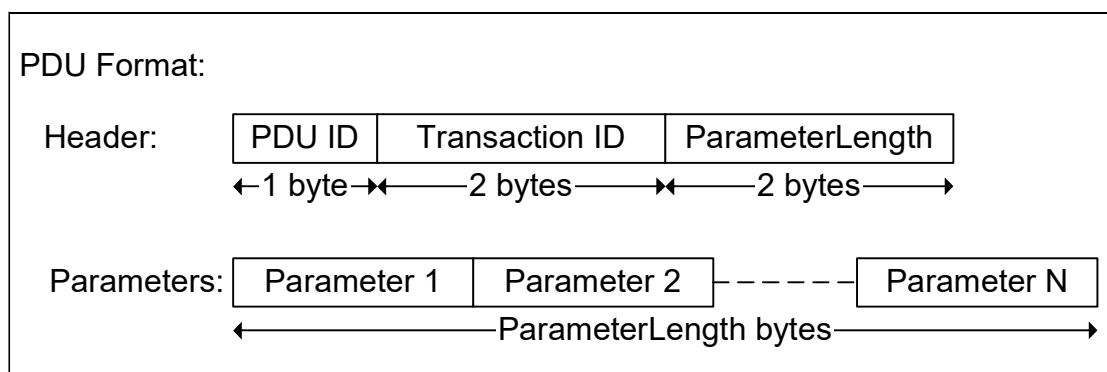 PDU Format:
Header: PDU ID Transaction ID ParameterLength
1 byte 2 bytes 2 bytes
Parameters: Parameter 1 Parameter 2 Parameter N
ParameterLength bytes